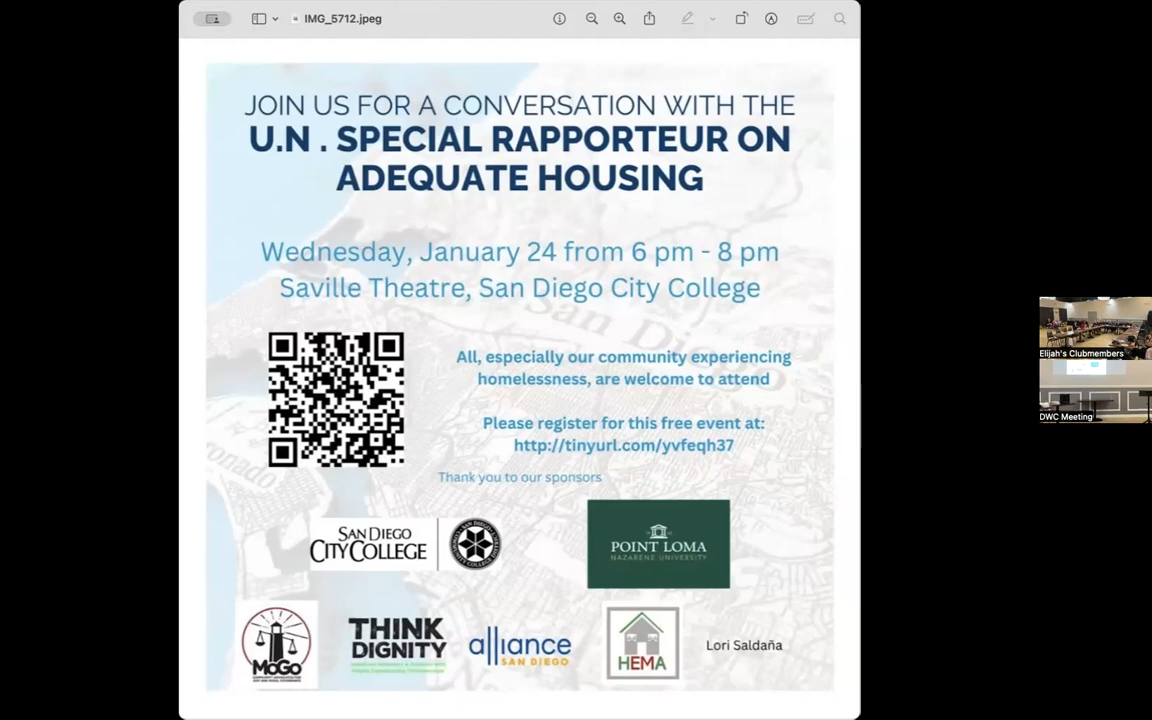 IMG_5712.jpeg
JOIN US FOR A CONVERSATION WITH THE
U.N . SPECIAL RAPPORTEUR ON
ADEQUATE HOUSING
Wednesday, January 24 from 6 pm - 8 pm
Saville Theatre, San Diego City College
San Diego
All, especially our community experiencing
homelessness, are welcome to attend
Please register for this free event at:
http://tinyurl.com/yvfeqh37
Thank you to our sponsors
SAN DIEGO
CITY COLLEGE
POINT LOMA
NAZARENE UNIVERSITY
MoGo
THINK
DIGNITY
alliance
SAN DIEGO
HEMA
Lori Saldaña
Elijah's Clubmembers
DWC Meeting